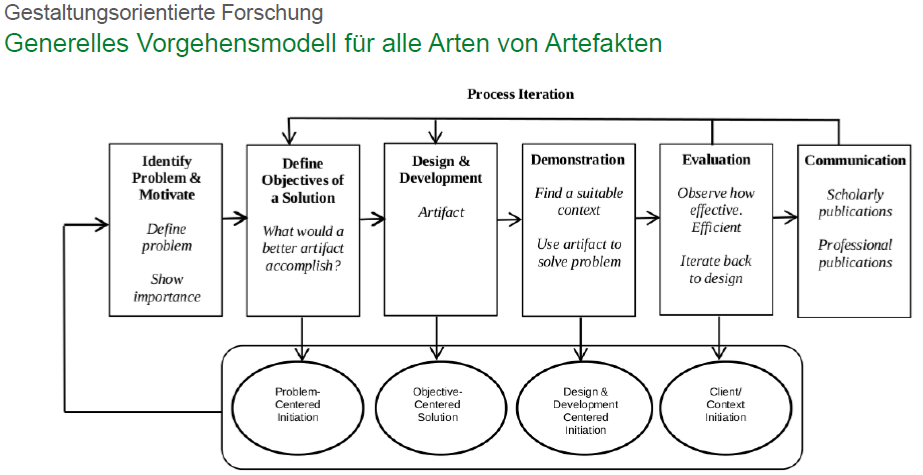 Gestaltungsorientierte Forschung
Generelles Vorgehensmodell für alle Arten von Artefakten
Process Iteration
Identify
Problem &
Motivate
Define
problem
Show
importance
Define
Objectives of
a Solution
What would a
better artifact
accomplish?
Design &
Development
Artifact
Demonstration
Find a suitable
context
Use artifact to
solve problem
Evaluation
Observe how
effective.
Efficient
Iterate back
to design
Communication
Scholarly
publications
Professional
publications
Problem-
Centered
Initiation
Objective-
Centered
Solution
Design &
Development
Centered
Initiation
Client/
Context
Initiation